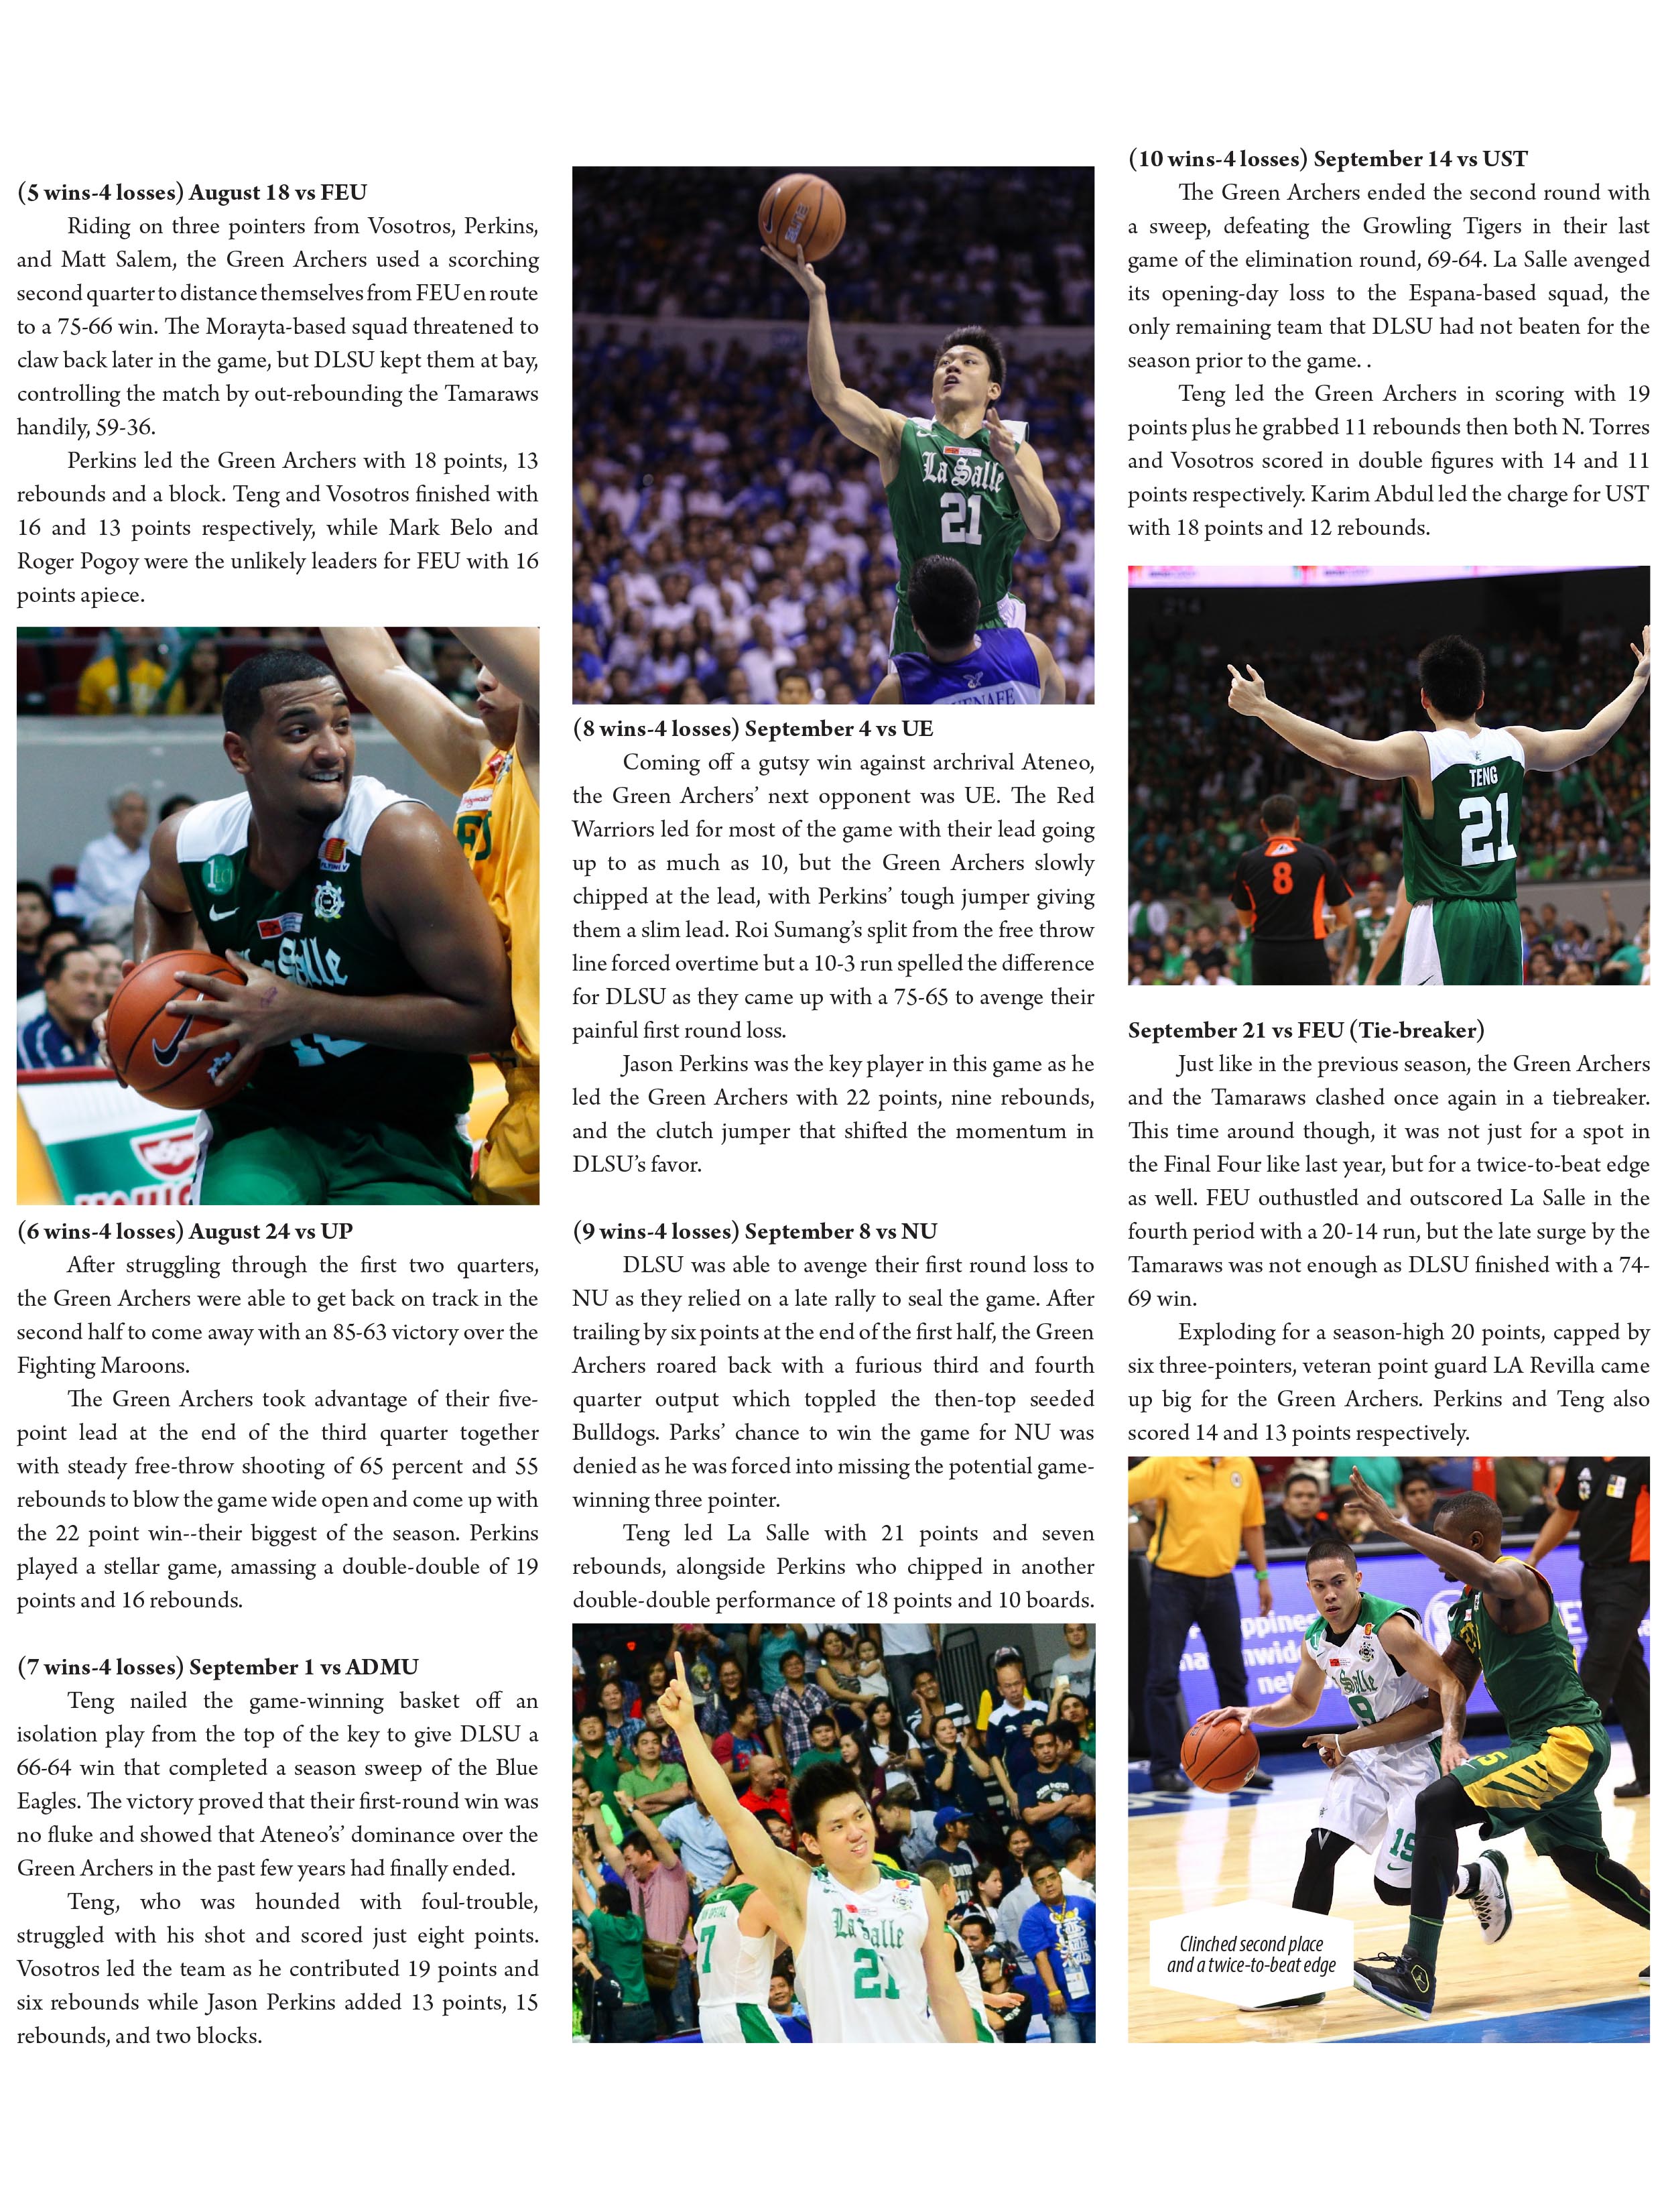 (5 wins-4 losses) August 18 vs FEU
Riding on three pointers from Vosotros, Perkins,
and Matt Salem, the Green Archers used a scorching
second quarter to distance themselves from FEU en route
to a 75-66 win. The Morayta-based squad threatened to
claw back later in the game, but DLSU kept them at bay,
controlling the match by out-rebounding the Tamaraws
handily, 59-36.
Perkins led the Green Archers with 18 points, 13
rebounds and a block. Teng and Vosotros finished with
16 and 13 points respectively, while Mark Belo and
Roger Pogoy were the unlikely leaders for FEU with 16
points apiece.
La Salle
(6 wins-4 losses) August 24 vs UP
After struggling through the first two quarters,
the Green Archers were able to get back on track in the
second half to come away with an 85-63 victory over the
Fighting Maroons.
The Green Archers took advantage of their five-
point lead at the end of the third quarter together
with steady free-throw shooting of 65 percent and 55
rebounds to blow the game wide open and come up with
the 22 point win--their biggest of the season. Perkins
played a stellar game, amassing a double-double of 19
points and 16 rebounds.
(7 wins-4 losses) September 1 vs ADMU
Teng nailed the game-winning basket off an
isolation play from the top of the key to give DLSU a
66-64 win that completed a season sweep of the Blue
Eagles. The victory proved that their first-round win was
no fluke and showed that Ateneo's' dominance over the
Green Archers in the past few years had finally ended.
Teng, who was hounded with foul-trouble,
struggled with his shot and scored just eight points.
Vosotros led the team as he contributed 19 points and
six rebounds while Jason Perkins added 13 points, 15
rebounds, and two blocks.
La Salle
21
(8 wins-4 losses) September 4 vs UE
Coming off a gutsy win against archrival Ateneo,
the Green Archers' next opponent was UE. The Red
Warriors led for most of the game with their lead going
up to as much as 10, but the Green Archers slowly
chipped at the lead, with Perkins' tough jumper giving
them a slim lead. Roi Sumang's split from the free throw
line forced overtime but a 10-3 run spelled the difference
for DLSU as they came up with a 75-65 to avenge their
painful first round loss.
Jason Perkins was the key player in this game as he
led the Green Archers with 22 points, nine rebounds,
and the clutch jumper that shifted the momentum in
DLSU's favor.
(9 wins-4 losses) September 8 vs NU
DLSU was able to avenge their first round loss to
NU as they relied on a late rally to seal the game. After
trailing by six points at the end of the first half, the Green
Archers roared back with a furious third and fourth
quarter output which toppled the then-top seeded
Bulldogs. Parks' chance to win the game for NU was
denied as he was forced into missing the potential game-
winning three pointer.
Teng led La Salle with 21 points and seven
rebounds, alongside Perkins who chipped in another
double-double performance of 18 points and 10 boards.
7
La Salle
21
(10 wins-4 losses) September 14 vs UST
The Green Archers ended the second round with
a sweep, defeating the Growling Tigers in their last
game of the elimination round, 69-64. La Salle avenged
its opening-day loss to the Espana-based squad, the
only remaining team that DLSU had not beaten for the
season prior to the game. .
Teng led the Green Archers in scoring with 19
points plus he grabbed 11 rebounds then both N. Torres
and Vosotros scored in double figures with 14 and 11
points respectively. Karim Abdul led the charge for UST
with 18 points and 12 rebounds.
214
TENG
21
8
September 21 vs FEU (Tie-breaker)
Just like in the previous season, the Green Archers
and the Tamaraws clashed once again in a tiebreaker.
This time around though, it was not just for a spot in
the Final Four like last year, but for a twice-to-beat edge
as well. FEU outhustled and outscored La Salle in the
fourth period with a 20-14 run, but the late surge by the
Tamaraws was not enough as DLSU finished with a 74-
69 win.
Exploding for a season-high 20 points, capped by
six three-pointers, veteran point guard LA Revilla came
up big for the Green Archers. Perkins and Teng also
scored 14 and 13 points respectively.
15
Clinched second place
and a twice-to-beat edge